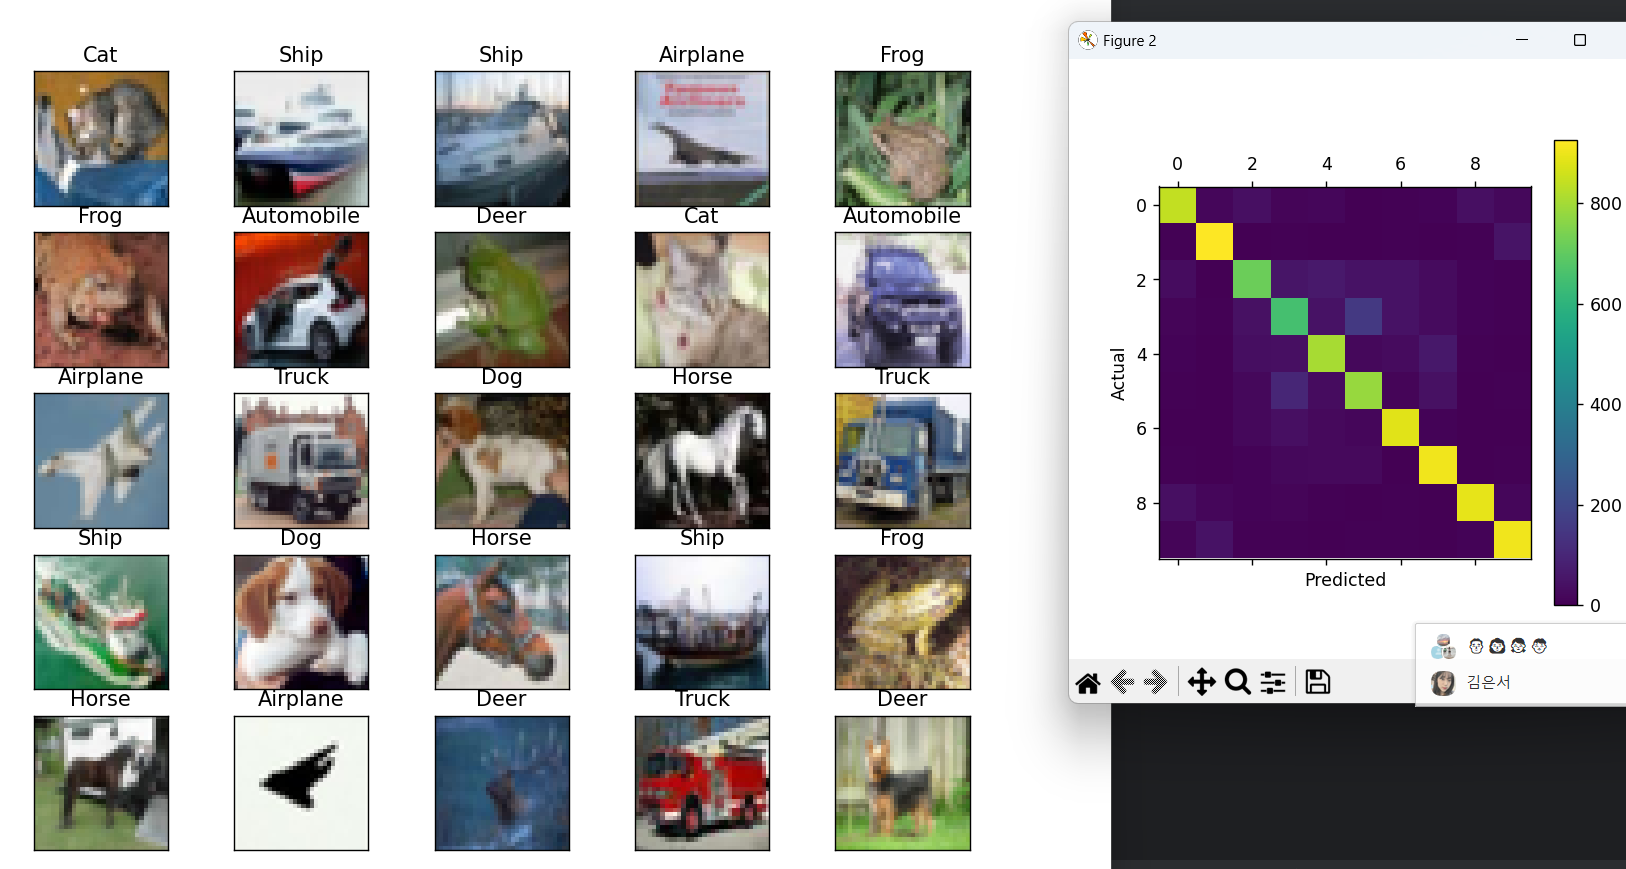 Cat Ship Ship Airplane Frog
Frog Automobile Deer Cat Automobile
Airplane Truck Dog Horse Truck
Ship Dog Horse Ship Frog
Horse Airplane Deer Truck Deer
Figure 2
0 2 4 6 8
0
2
4
6
8
Actual
Predicted
800
600
400
200
0
김은서